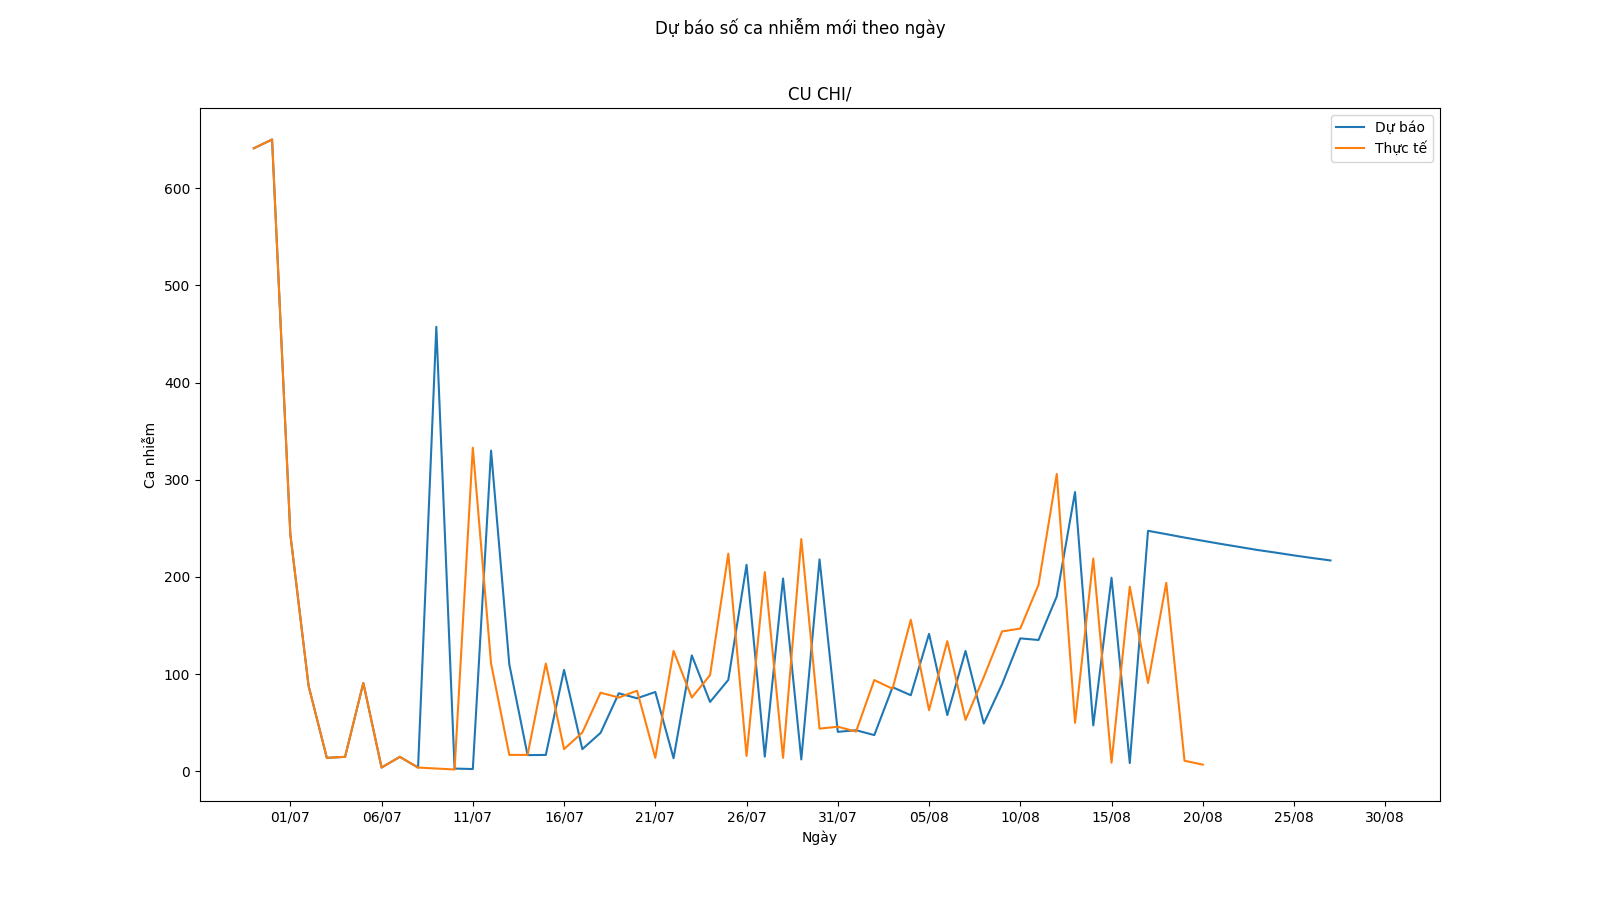 Dự báo số ca nhiễm mới theo ngày
CU CHI/
Dự báo
Thực tế
600
500
400
300
200
100
0
Ca nhiễm
01/07 06/07 11/07 16/07 21/07 26/07 31/07 05/08 10/08 15/08 20/08 25/08 30/08
Ngày